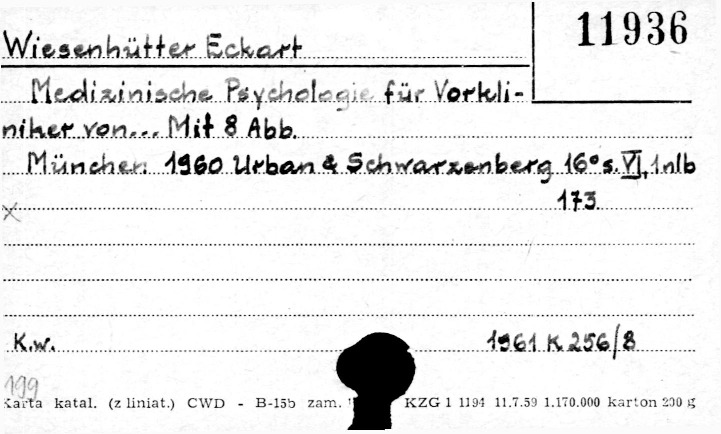 11936
Wiesenhütter Eckart
Medizinische Psychologie für Vorkli-
niker von... Mit 8 Abb.
München 1960 Urban & Schwarzenberg 16° s. VI, 1nlb
173
X
K.w. 1961 K 256/8
199
Karta katal. (z liniat.) CWD - B-15b zam. KZG 1 1194 11.7.59 1.170.000 karton 200 g